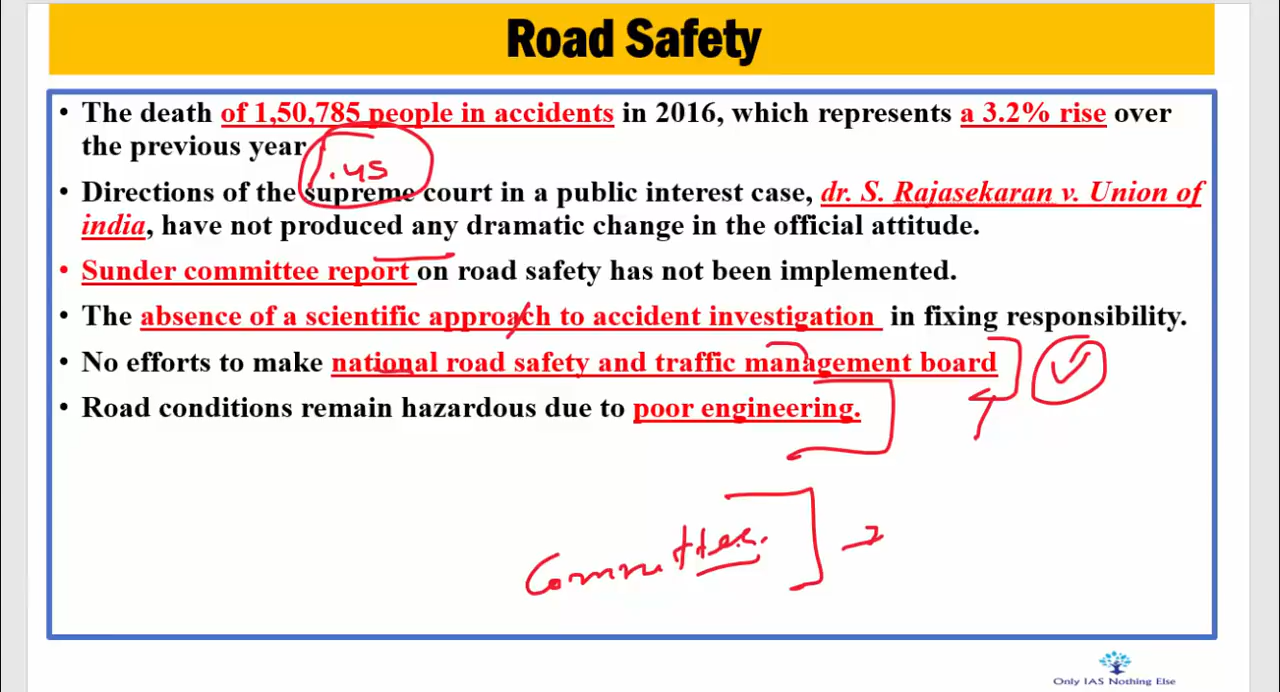 Road Safety
• The death of 1,50,785 people in accidents in 2016, which represents a 3.2% rise over
the previous year
.45
• Directions of the supreme court in a public interest case, dr. S. Rajasekaran v. Union of
india, have not produced any dramatic change in the official attitude.
• Sunder committee report on road safety has not been implemented.
• The absence of a scientific approach to accident investigation in fixing responsibility.
• No efforts to make national road safety and traffic management board
• Road conditions remain hazardous due to poor engineering.
Committee.
Only IAS Nothing Else